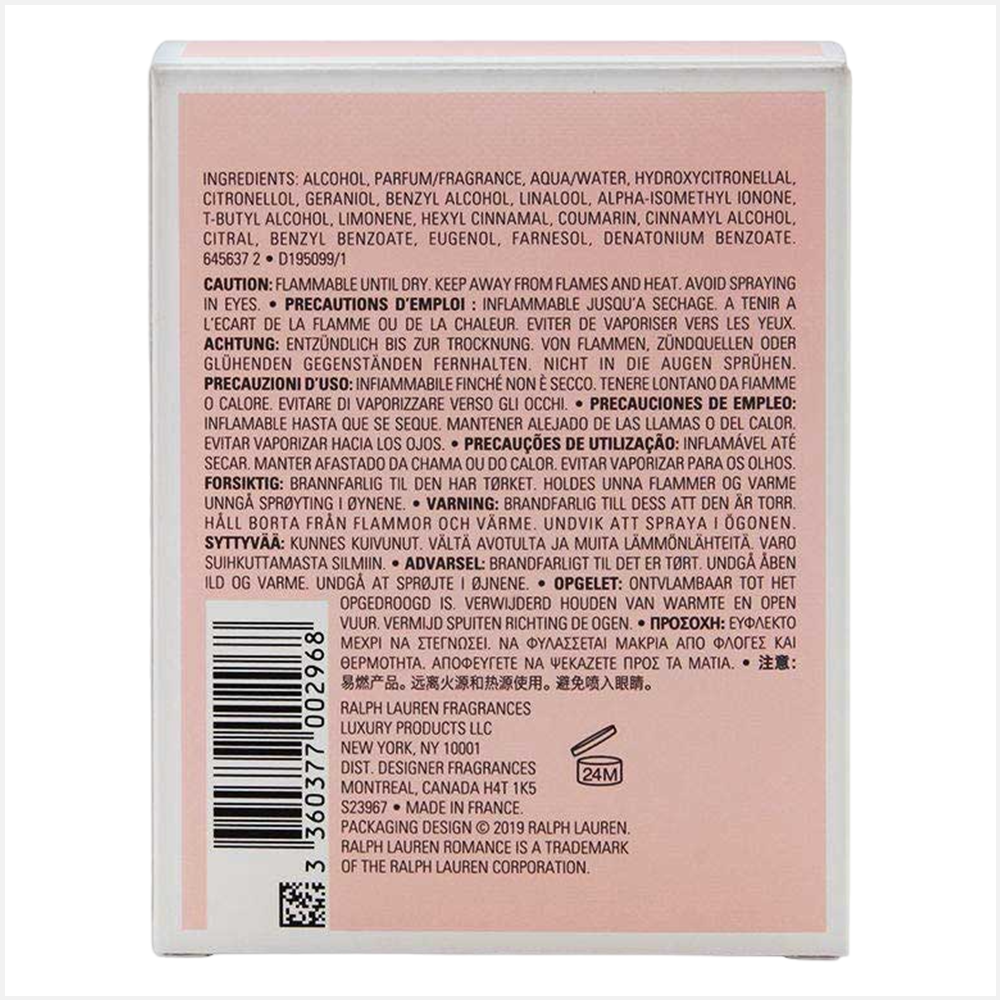 INGREDIENTS: ALCOHOL, PARFUM/FRAGRANCE, AQUA/WATER, HYDROXYCITRONELLAL,
CITRONELLOL, GERANIOL, BENZYL ALCOHOL, LINALOOL, ALPHA-ISOMETHYL IONONE,
T-BUTYL ALCOHOL, LIMONENE, HEXYL CINNAMAL, COUMARIN, CINNAMYL ALCOHOL,
CITRAL, BENZYL BENZOATE, EUGENOL, FARNESOL, DENATONIUM BENZOATE.
645637 2 • D195099/1
CAUTION: FLAMMABLE UNTIL DRY. KEEP AWAY FROM FLAMES AND HEAT. AVOID SPRAYING
IN EYES. • PRECAUTIONS D'EMPLOI : INFLAMMABLE JUSQU'A SECHAGE. A TENIR A
L'ECART DE LA FLAMME OU DE LA CHALEUR. EVITER DE VAPORISER VERS LES YEUX.
ACHTUNG: ENTZÜNDLICH BIS ZUR TROCKNUNG. VON FLAMMEN, ZÜNDQUELLEN ODER
GLÜHENDEN GEGENSTÄNDEN FERNHALTEN. NICHT IN DIE AUGEN SPRÜHEN.
PRECAUZIONI D'USO: INFIAMMABILE FINCHÉ NON È SECCO. TENERE LONTANO DA FIAMME
O CALORE. EVITARE DI VAPORIZZARE VERSO GLI OCCHI. • PRECAUCIONES DE EMPLEO:
INFLAMABLE HASTA QUE SE SEQUE. MANTENER ALEJADO DE LAS LLAMAS O DEL CALOR.
EVITAR VAPORIZAR HACIA LOS OJOS. • PRECAUÇÕES DE UTILIZAÇÃO: INFLAMÁVEL ATÉ
SECAR. MANTER AFASTADO DA CHAMA OU DO CALOR. EVITAR VAPORIZAR PARA OS OLHOS.
FORSIKTIG: BRANNFARLIG TIL DEN HAR TØRKET. HOLDES UNNA FLAMMER OG VARME
UNNGÅ SPRØYTING I ØYNENE. • VARNING: BRANDFARLIG TILL DESS ATT DEN ÄR TORR.
HÅLL BORTA FRÅN FLAMMOR OCH VÄRME. UNDVIK ATT SPRAYA I ÖGONEN.
SYTTYVÄÄ: KUNNES KUIVUNUT. VÄLTÄ AVOTULTA JA MUITA LÄMMÖNLÄHTEITÄ. VARO
SUIHKUTTAMASTA SILMIIN. • ADVARSEL: BRANDFARLIGT TIL DET ER TØRT. UNDGÅ ÅBEN
ILD OG VARME. UNDGÅ AT SPRØJTE I ØJNENE. • OPGELET: ONTVLAMBAAR TOT HET
OPGEDROOGD IS. VERWIJDERD HOUDEN VAN WARMTE EN OPEN
VUUR. VERMIJD SPUITEN RICHTING DE OGEN. • ΠΡΟΣΟΧΗ: ΕΥΦΛΕΚΤΟ
ΜΕΧΡΙ ΝΑ ΣΤΕΓΝΩΣΕΙ. ΝΑ ΦΥΛΑΣΣΕΤΑΙ ΜΑΚΡΙΑ ΑΠΟ ΦΛΟΓΕΣ ΚΑΙ
ΘΕΡΜΟΤΗΤΑ. ΑΠΟΦΕΥΓΕΤΕ ΝΑ ΨΕΚΑΖΕΤΕ ΠΡΟΣ ΤΑ ΜΑΤΙΑ. • 注意:
易燃产品。远离火源和热源使用。避免喷入眼睛。
RALPH LAUREN FRAGRANCES
LUXURY PRODUCTS LLC
NEW YORK, NY 10001
DIST. DESIGNER FRAGRANCES
MONTREAL, CANADA H4T 1K5
S23967 • MADE IN FRANCE.
PACKAGING DESIGN © 2019 RALPH LAUREN.
RALPH LAUREN ROMANCE IS A TRADEMARK
OF THE RALPH LAUREN CORPORATION.
24M
3 360377 002968